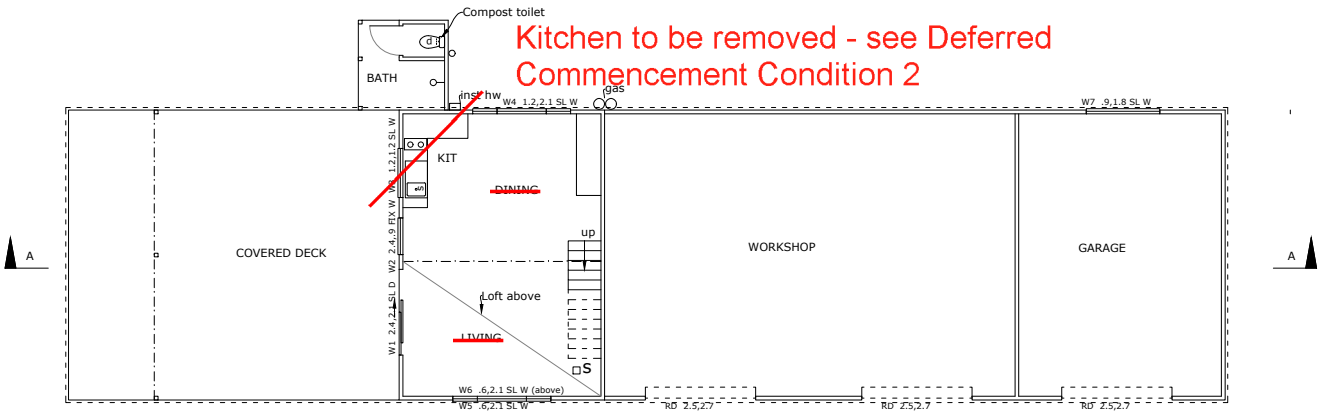 Compost toilet
Kitchen to be removed - see Deferred
Commencement Condition 2
d
BATH
inst hw
gas
W4 1.2,2.1 SL W
W7 .9,1.8 SL W
KIT
W3 1.2,1.2 SL W
S
DINING
W2 2.4,.9 FIX W
up
COVERED DECK
WORKSHOP
GARAGE
A
A
Loft above
W1 2.4,2.1 SL D
LIVING
S
W6 .6,2.1 SL W (above)
W5 .6,2.1 SL W
RD 2.5,2.7
RD 2.5,2.7
RD 2.5,2.7